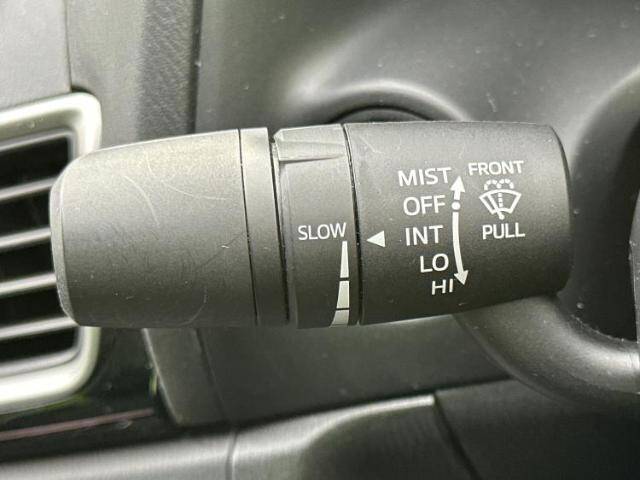 SLOW
MIST
OFF
INT
LO
HI
FRONT
PULL